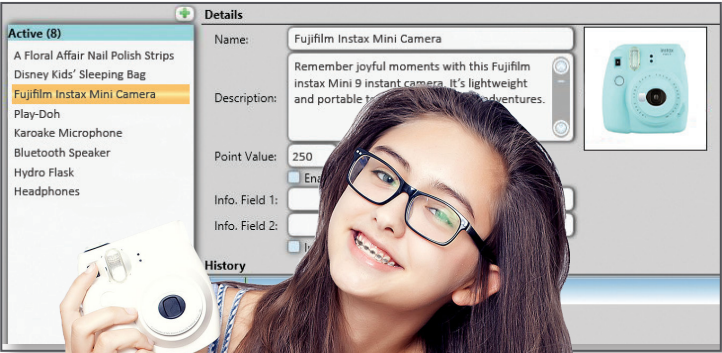 Details
Active (8)
A Floral Affair Nail Polish Strips
Disney Kids’ Sleeping Bag
Fujifilm Instax Mini Camera
Play-Doh
Karoake Microphone
Bluetooth Speaker
Hydro Flask
Headphones
Name:
Fujifilm Instax Mini Camera
Description:
Remember joyful moments with this Fujifilm
instax Mini 9 instant camera. It’s lightweight
and portable adventures.
Point Value:
250
Info. Field 1:
Info. Field 2:
History